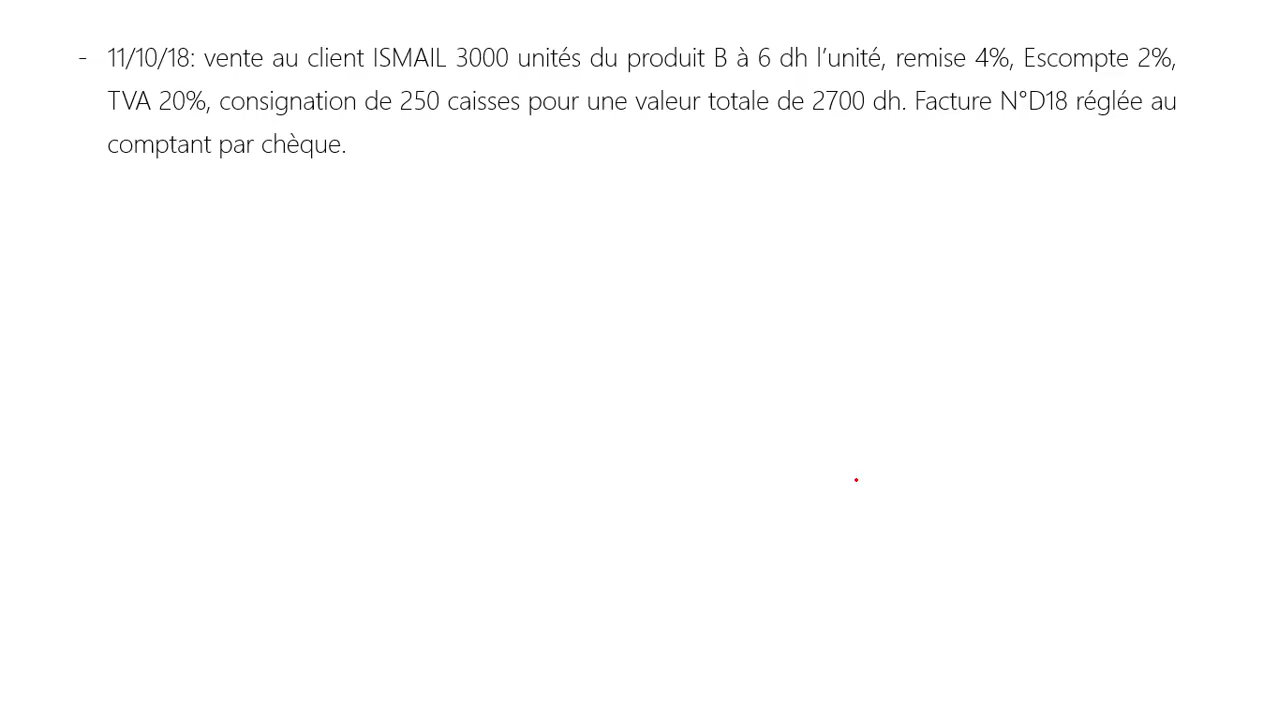 - 11/10/18: vente au client ISMAIL 3000 unités du produit B à 6 dh l’unité, remise 4%, Escompte 2%,
TVA 20%, consignation de 250 caisses pour une valeur totale de 2700 dh. Facture N°D18 réglée au
comptant par chèque.